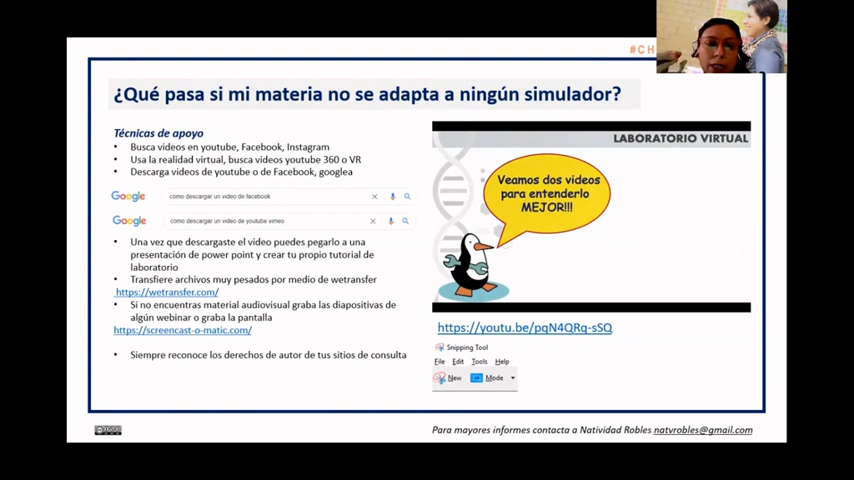 #CH
¿Qué pasa si mi materia no se adapta a ningún simulador?
Técnicas de apoyo
• Busca videos en youtube, Facebook, Instagram
• Usa la realidad virtual, busca videos youtube 360 o VR
• Descarga videos de youtube o de Facebook, googlea
Google como descargar un video de facebook
Google como descargar un video de youtube vimeo
• Una vez que descargaste el video puedes pegarlo a una
presentación de power point y crear tu propio tutorial de
laboratorio
• Transfiere archivos muy pesados por medio de wetransfer
https://wetransfer.com/
• Si no encuentras material audiovisual graba las diapositivas de
algún webinar o graba la pantalla
https://screencast-o-matic.com/
• Siempre reconoce los derechos de autor de tus sitios de consulta
LABORATORIO VIRTUAL
Veamos dos videos
para entenderlo
MEJOR!!!
https://youtu.be/pqN4QRq-sSQ
Snipping Tool
File Edit Tools Help
New Mode
Para mayores informes contacta a Natividad Robles natvrobles@gmail.com